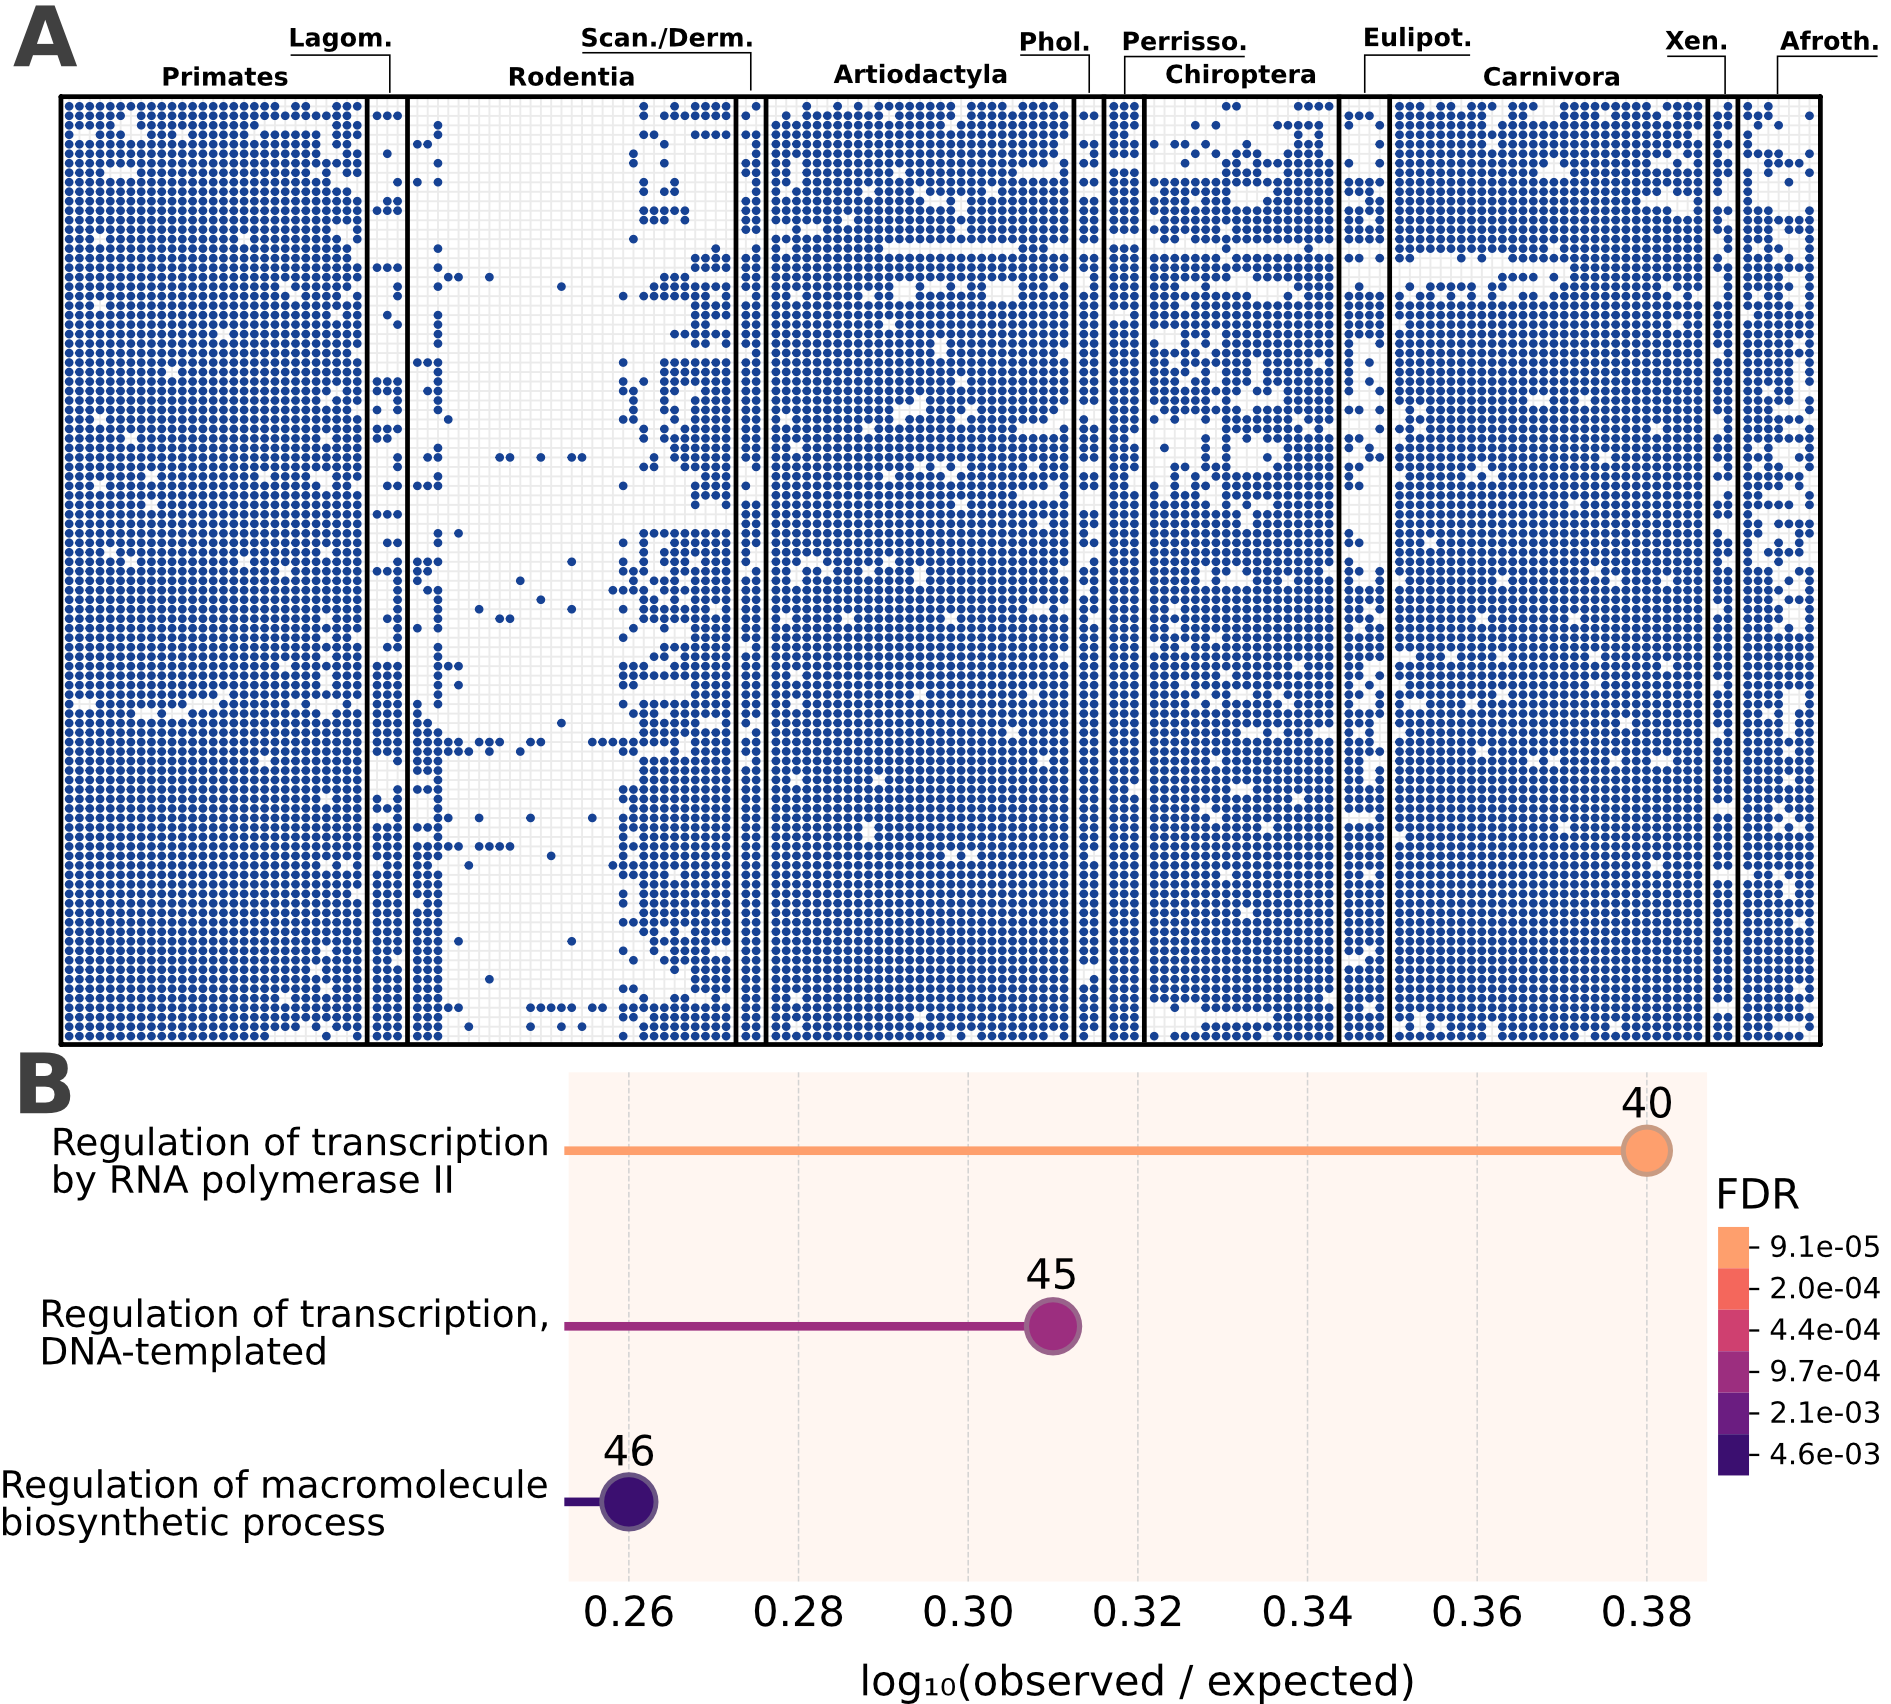 A
Lagom.
Scan./Derm.
Phol.
Perrisso.
Eulipot.
Xen.
Afroth.
Primates
Rodentia
Artiodactyla
Chiroptera
Carnivora
B
40
Regulation of transcription
by RNA polymerase II
45
Regulation of transcription,
DNA-templated
46
Regulation of macromolecule
biosynthetic process
FDR
9.1e-05
2.0e-04
4.4e-04
9.7e-04
2.1e-03
4.6e-03
0.26 0.28 0.30 0.32 0.34 0.36 0.38
log₁₀(observed / expected)